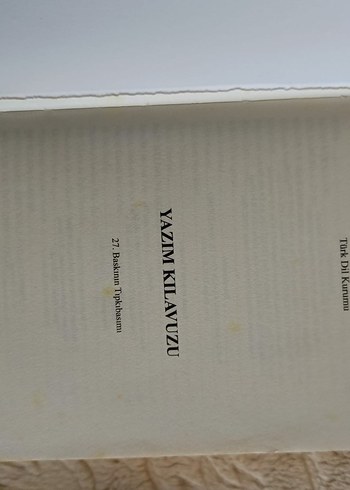 Türk Dil Kurumu
YAZIM KILAVUZU
27. Baskının Tıpkıbasımı